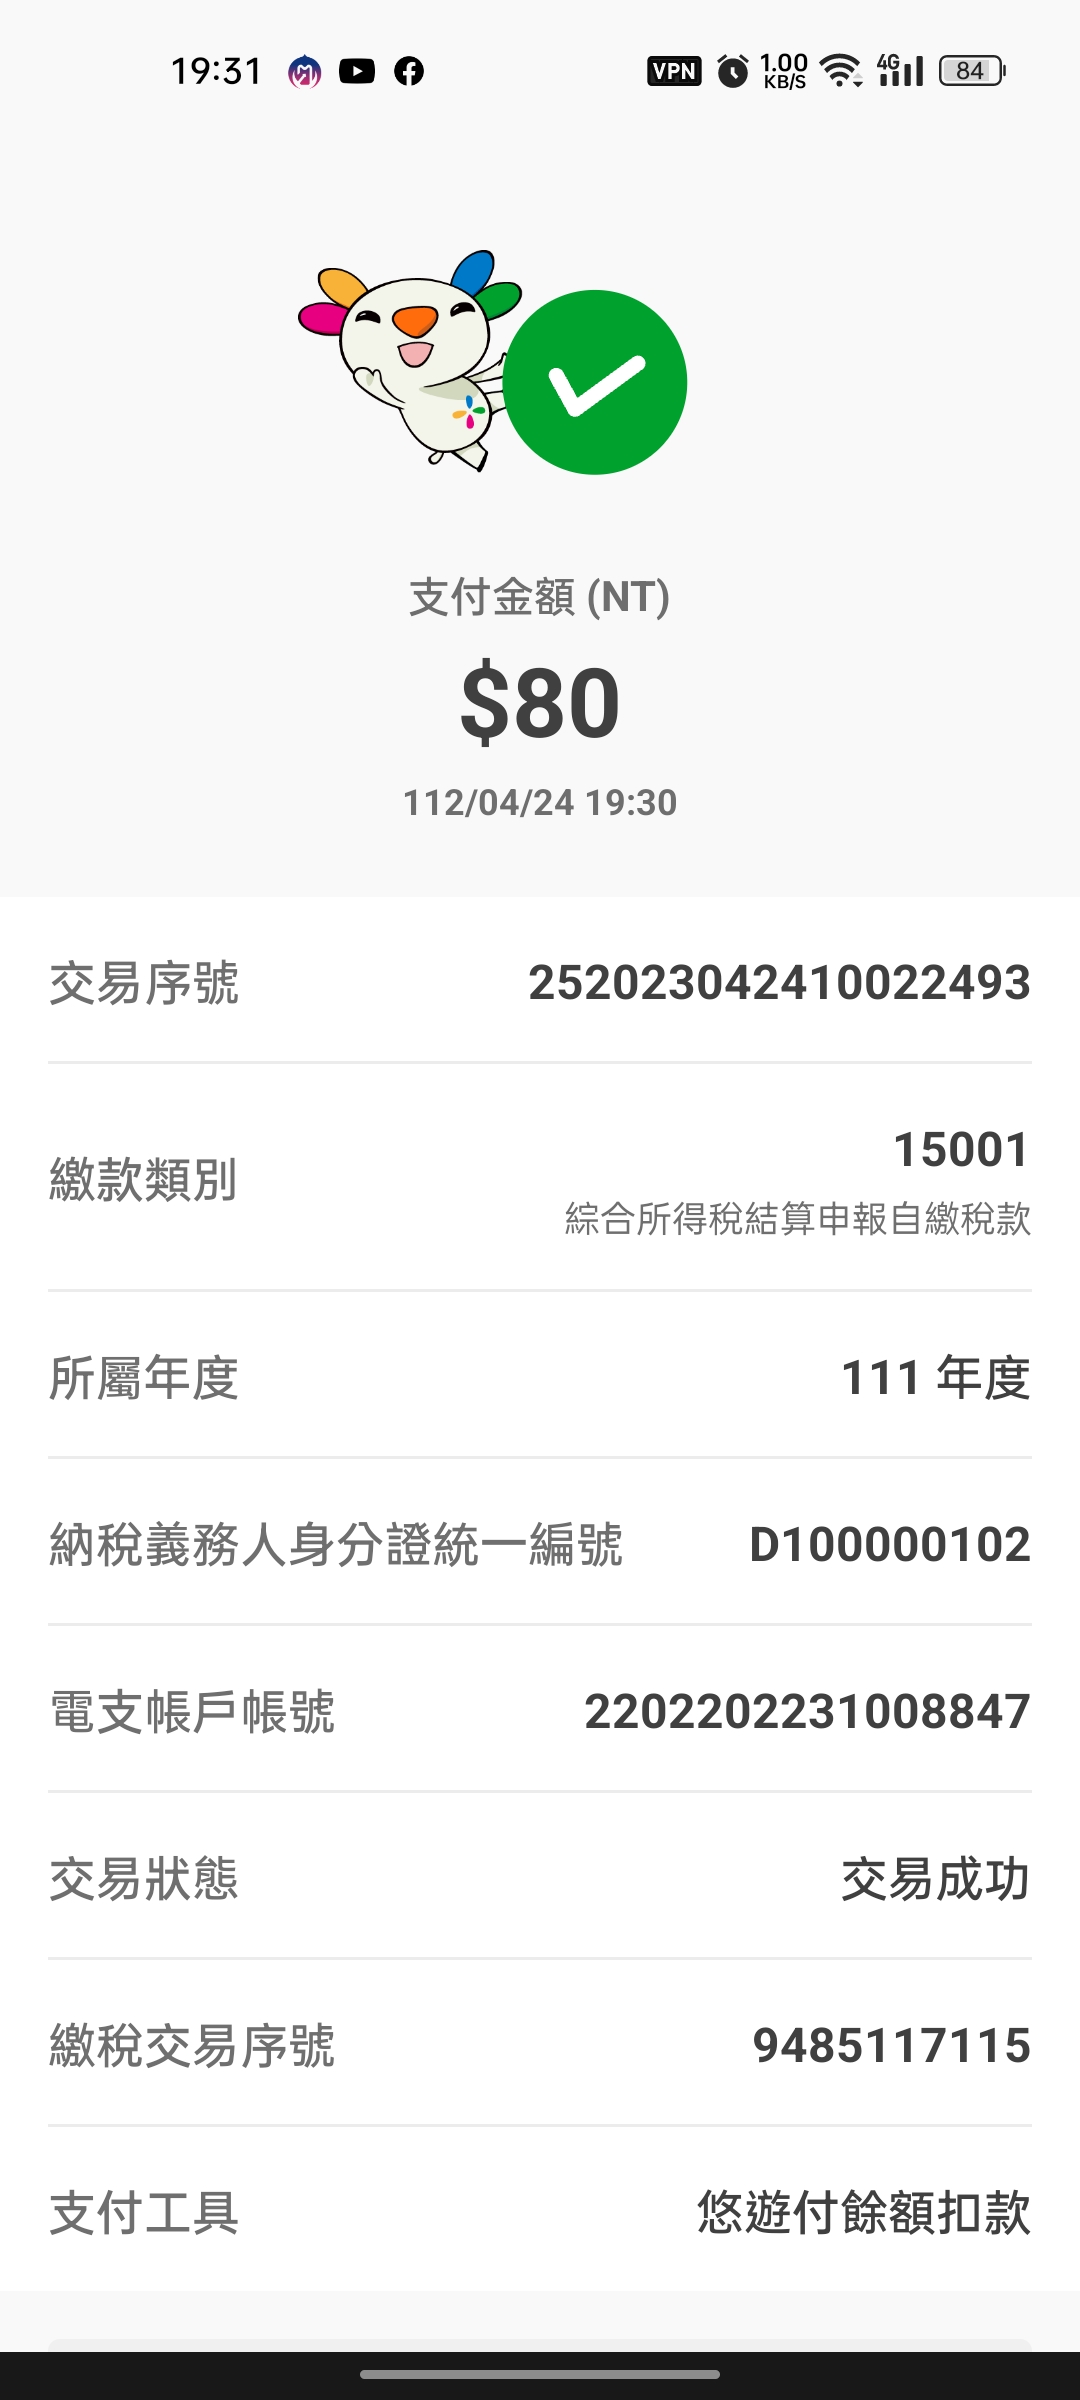 19:31 VPN 1.00 KB/S 4G 84
支付金額 (NT)
$80
112/04/24 19:30
交易序號 252023042410022493
繳款類別 15001
綜合所得稅結算申報自繳稅款
所屬年度 111 年度
納稅義務人身分證統一編號 D100000102
電支帳戶帳號 2202202231008847
交易狀態 交易成功
繳稅交易序號 9485117115
支付工具 悠遊付餘額扣款